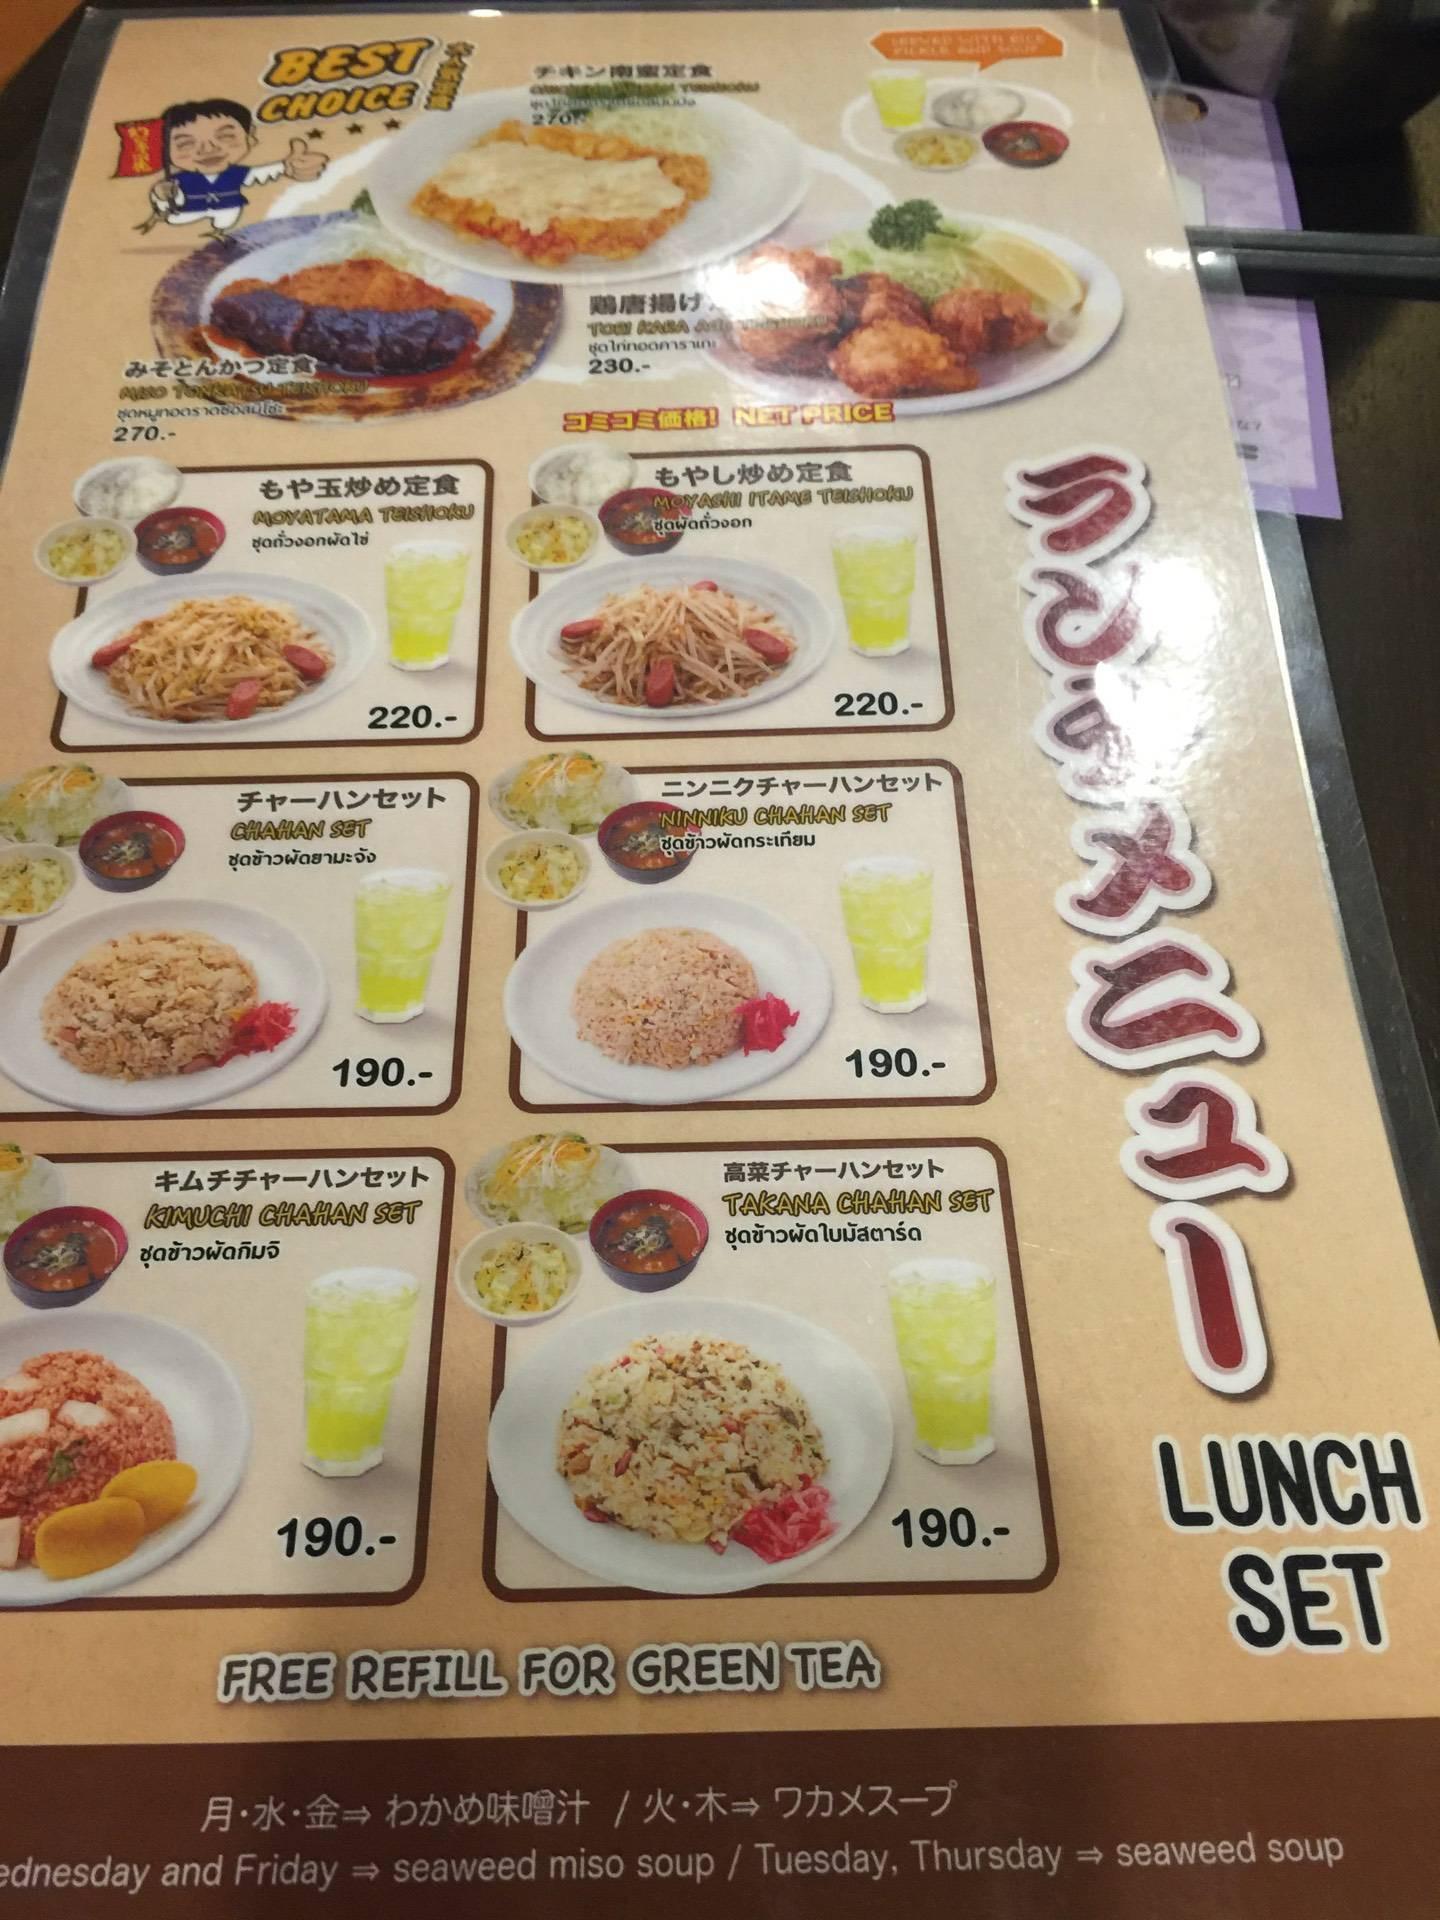 BEST
CHOICE
チキン南蛮定食
270.-
SERVED WITH RICE
PICKLE AND SOUP
みそとんかつ定食
MISO TONKATSU TEISHOKU
ชุดหมูทอดราดซอสมิโซะ
270.-
鶏唐揚げ
TORI KARA AGE TEISHOKU
ชุดไก่ทอดคาราเกะ
230.-
コミコミ価格! NET PRICE
もや玉炒め定食
MOYATAMA TEISHOKU
ชุดถั่วงอกผัดไข่
220.-
もやし炒め定食
MOYASHI ITAME TEISHOKU
ชุดผัดถั่วงอก
220.-
チャーハンセット
CHAHAN SET
ชุดข้าวผัดยามะจัง
190.-
ニンニクチャーハンセット
NINNIKU CHAHAN SET
ชุดข้าวผัดกระเทียม
190.-
キムチチャーハンセット
KIMUCHI CHAHAN SET
ชุดข้าวผัดกิมจิ
190.-
高菜チャーハンセット
TAKANA CHAHAN SET
ชุดข้าวผัดใบมัสตาร์ด
190.-
ランチメニュー
LUNCH
SET
FREE REFILL FOR GREEN TEA
月・水・金⇒ わかめ味噌汁 / 火・木⇒ ワカメスープ
ednesday and Friday ⇒ seaweed miso soup / Tuesday, Thursday ⇒ seaweed soup